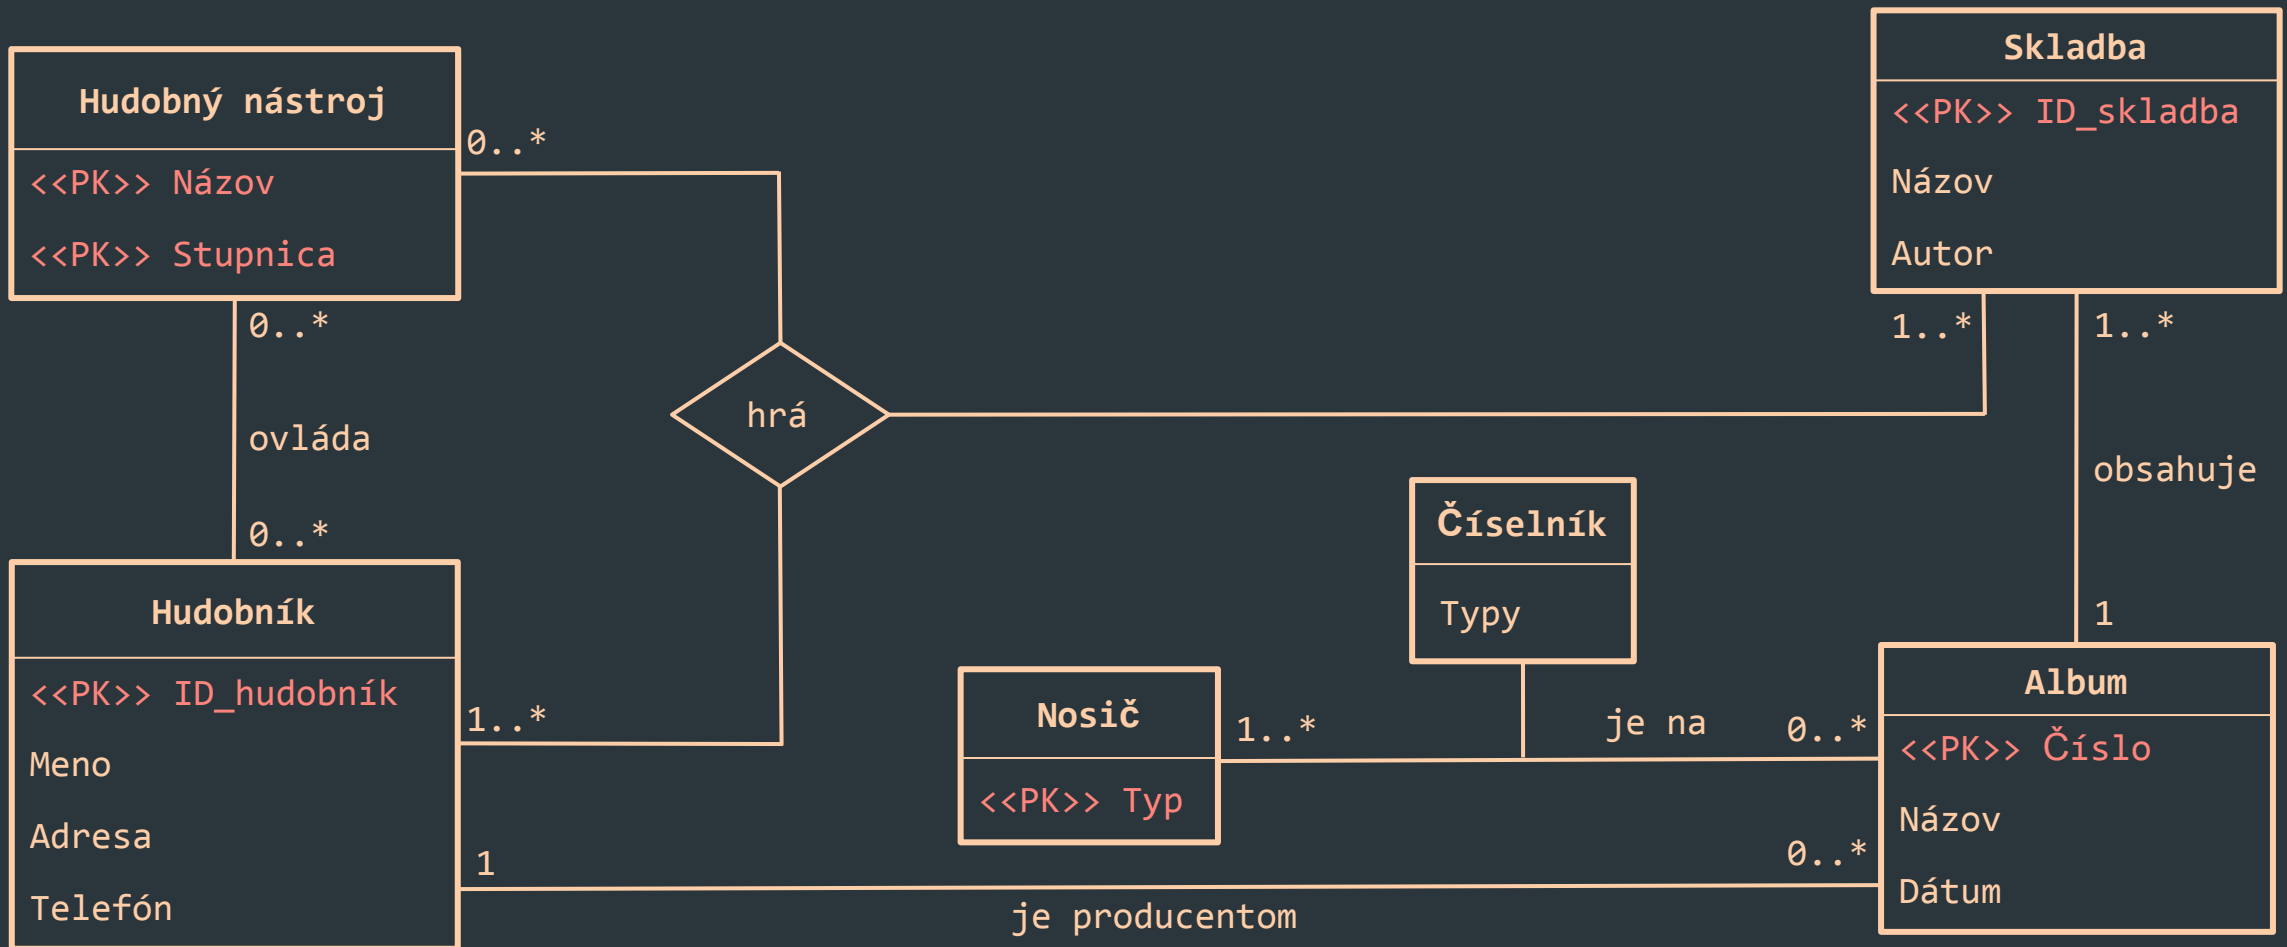 Hudobný nástroj
<<PK>> Názov
<<PK>> Stupnica
0..*
0..*
ovláda
0..*
Hudobník
<<PK>> ID_hudobník
Meno
Adresa
Telefón
1..*
1
hrá
je producentom
Nosič
<<PK>> Typ
1..*
Číselník
Typy
je na
0..*
0..*
Skladba
<<PK>> ID_skladba
Názov
Autor
1..*
1..*
obsahuje
1
Album
<<PK>> Číslo
Názov
Dátum